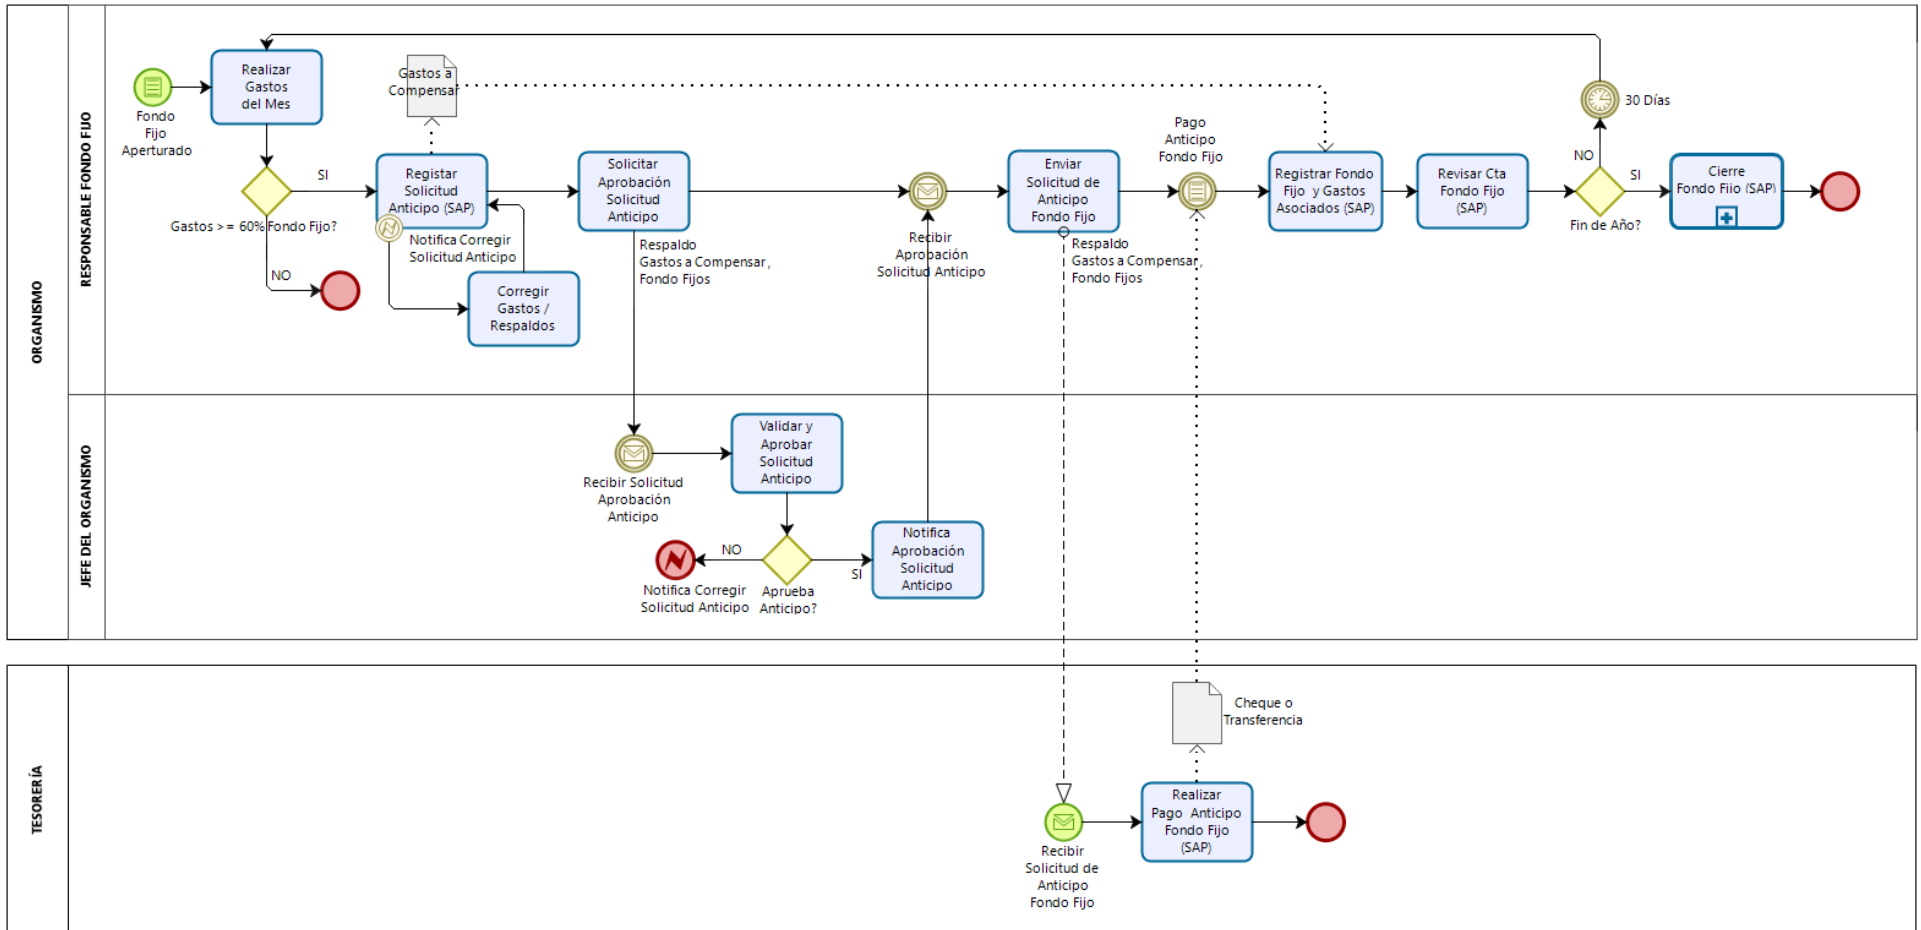 ORGANISMO
RESPONSABLE FONDO FIJO
Fondo
Fijo
Aperturado
Realizar
Gastos
del Mes
Gastos >= 60% Fondo Fijo?
SI
NO
Gastos a
Compensar
Registar
Solicitud
Anticipo (SAP)
Notifica Corregir
Solicitud Anticipo
Corregir
Gastos /
Respaldos
Solicitar
Aprobación
Solicitud
Anticipo
Respaldo
Gastos a Compensar,
Fondo Fijos
Recibir
Aprobación
Solicitud Anticipo
Enviar
Solicitud de
Anticipo
Fondo Fijo
Respaldo
Gastos a Compensar,
Fondo Fijos
Pago
Anticipo
Fondo Fijo
Registrar Fondo
Fijo y Gastos
Asociados (SAP)
Revisar Cta
Fondo Fijo
(SAP)
30 Días
NO
SI
Fin de Año?
Cierre
Fondo Fijo (SAP)
JEFE DEL ORGANISMO
Recibir Solicitud
Aprobación
Anticipo
Validar y
Aprobar
Solicitud
Anticipo
NO
SI
Aprueba
Anticipo?
Notifica Corregir
Solicitud Anticipo
Notifica
Aprobación
Solicitud
Anticipo
TESORERÍA
Cheque o
Transferencia
Recibir
Solicitud de
Anticipo
Fondo Fijo
Realizar
Pago Anticipo
Fondo Fijo
(SAP)